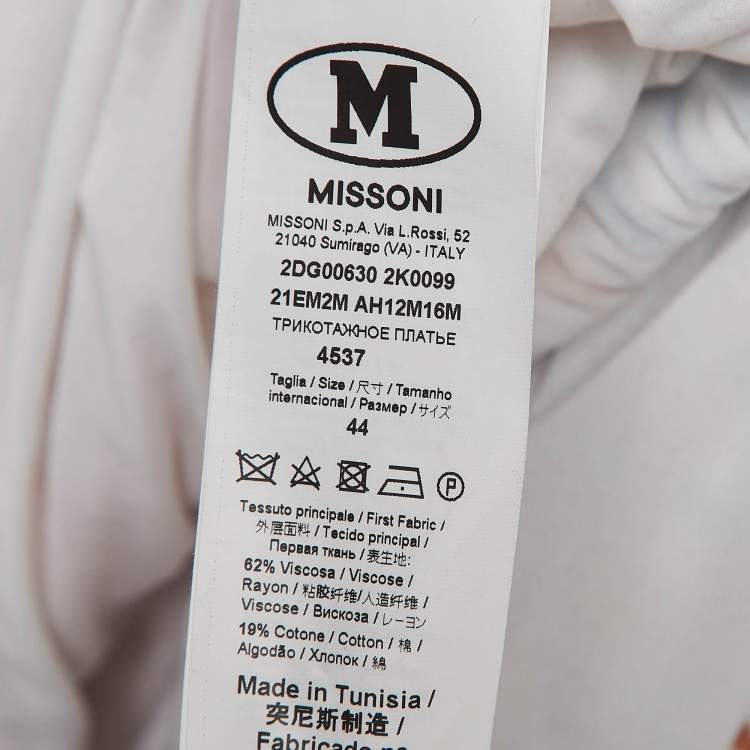 M
MISSONI
MISSONI S.p.A. Via L.Rossi, 52
21040 Sumirago (VA) - ITALY
2DG00630 2K0099
21EM2M AH12M16M
ТРИКОТАЖНОЕ ПЛАТЬЕ
4537
Taglia / Size / 尺寸 / Tamanho
internacional / Размер / サイズ
44
P
Tessuto principale / First Fabric /
外层面料 / Tecido principal /
Первая ткань / 表生地:
62% Viscosa / Viscose /
Rayon / 粘胶纤维/人造纤维 /
Viscose / Вискоза / レーヨン
19% Cotone / Cotton / 棉 /
Algodão / Хлопок / 綿
Made in Tunisia /
突尼斯制造 /
Fabricado na